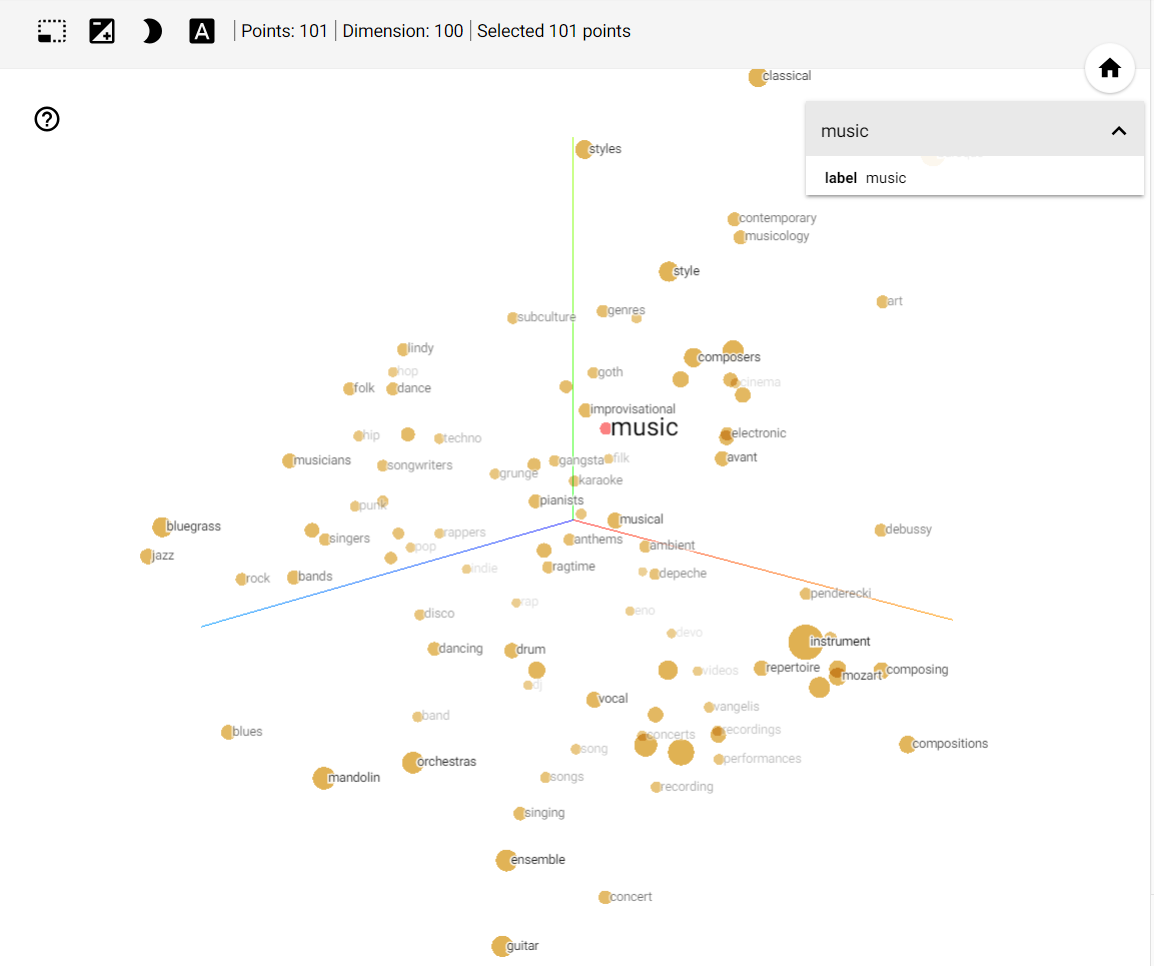 A
Points: 101 | Dimension: 100 | Selected 101 points
classical
music
label music
styles
contemporary
musicology
style
art
subculture
genres
lindy
composers
hop
goth
cinema
folk
dance
improvisational
music
hip
techno
electronic
musicians
songwriters
gangsta
filk
avant
grunge
karaoke
punk
pianists
bluegrass
musical
singers
rappers
anthems
debussy
jazz
pop
ambient
rock
bands
indie
ragtime
depeche
penderecki
rap
disco
eno
devo
instrument
dancing
drum
videos
repertoire
mozart
composing
dj
vocal
vangelis
band
blues
concerts
recordings
compositions
song
orchestras
performances
mandolin
songs
recording
singing
ensemble
concert
guitar